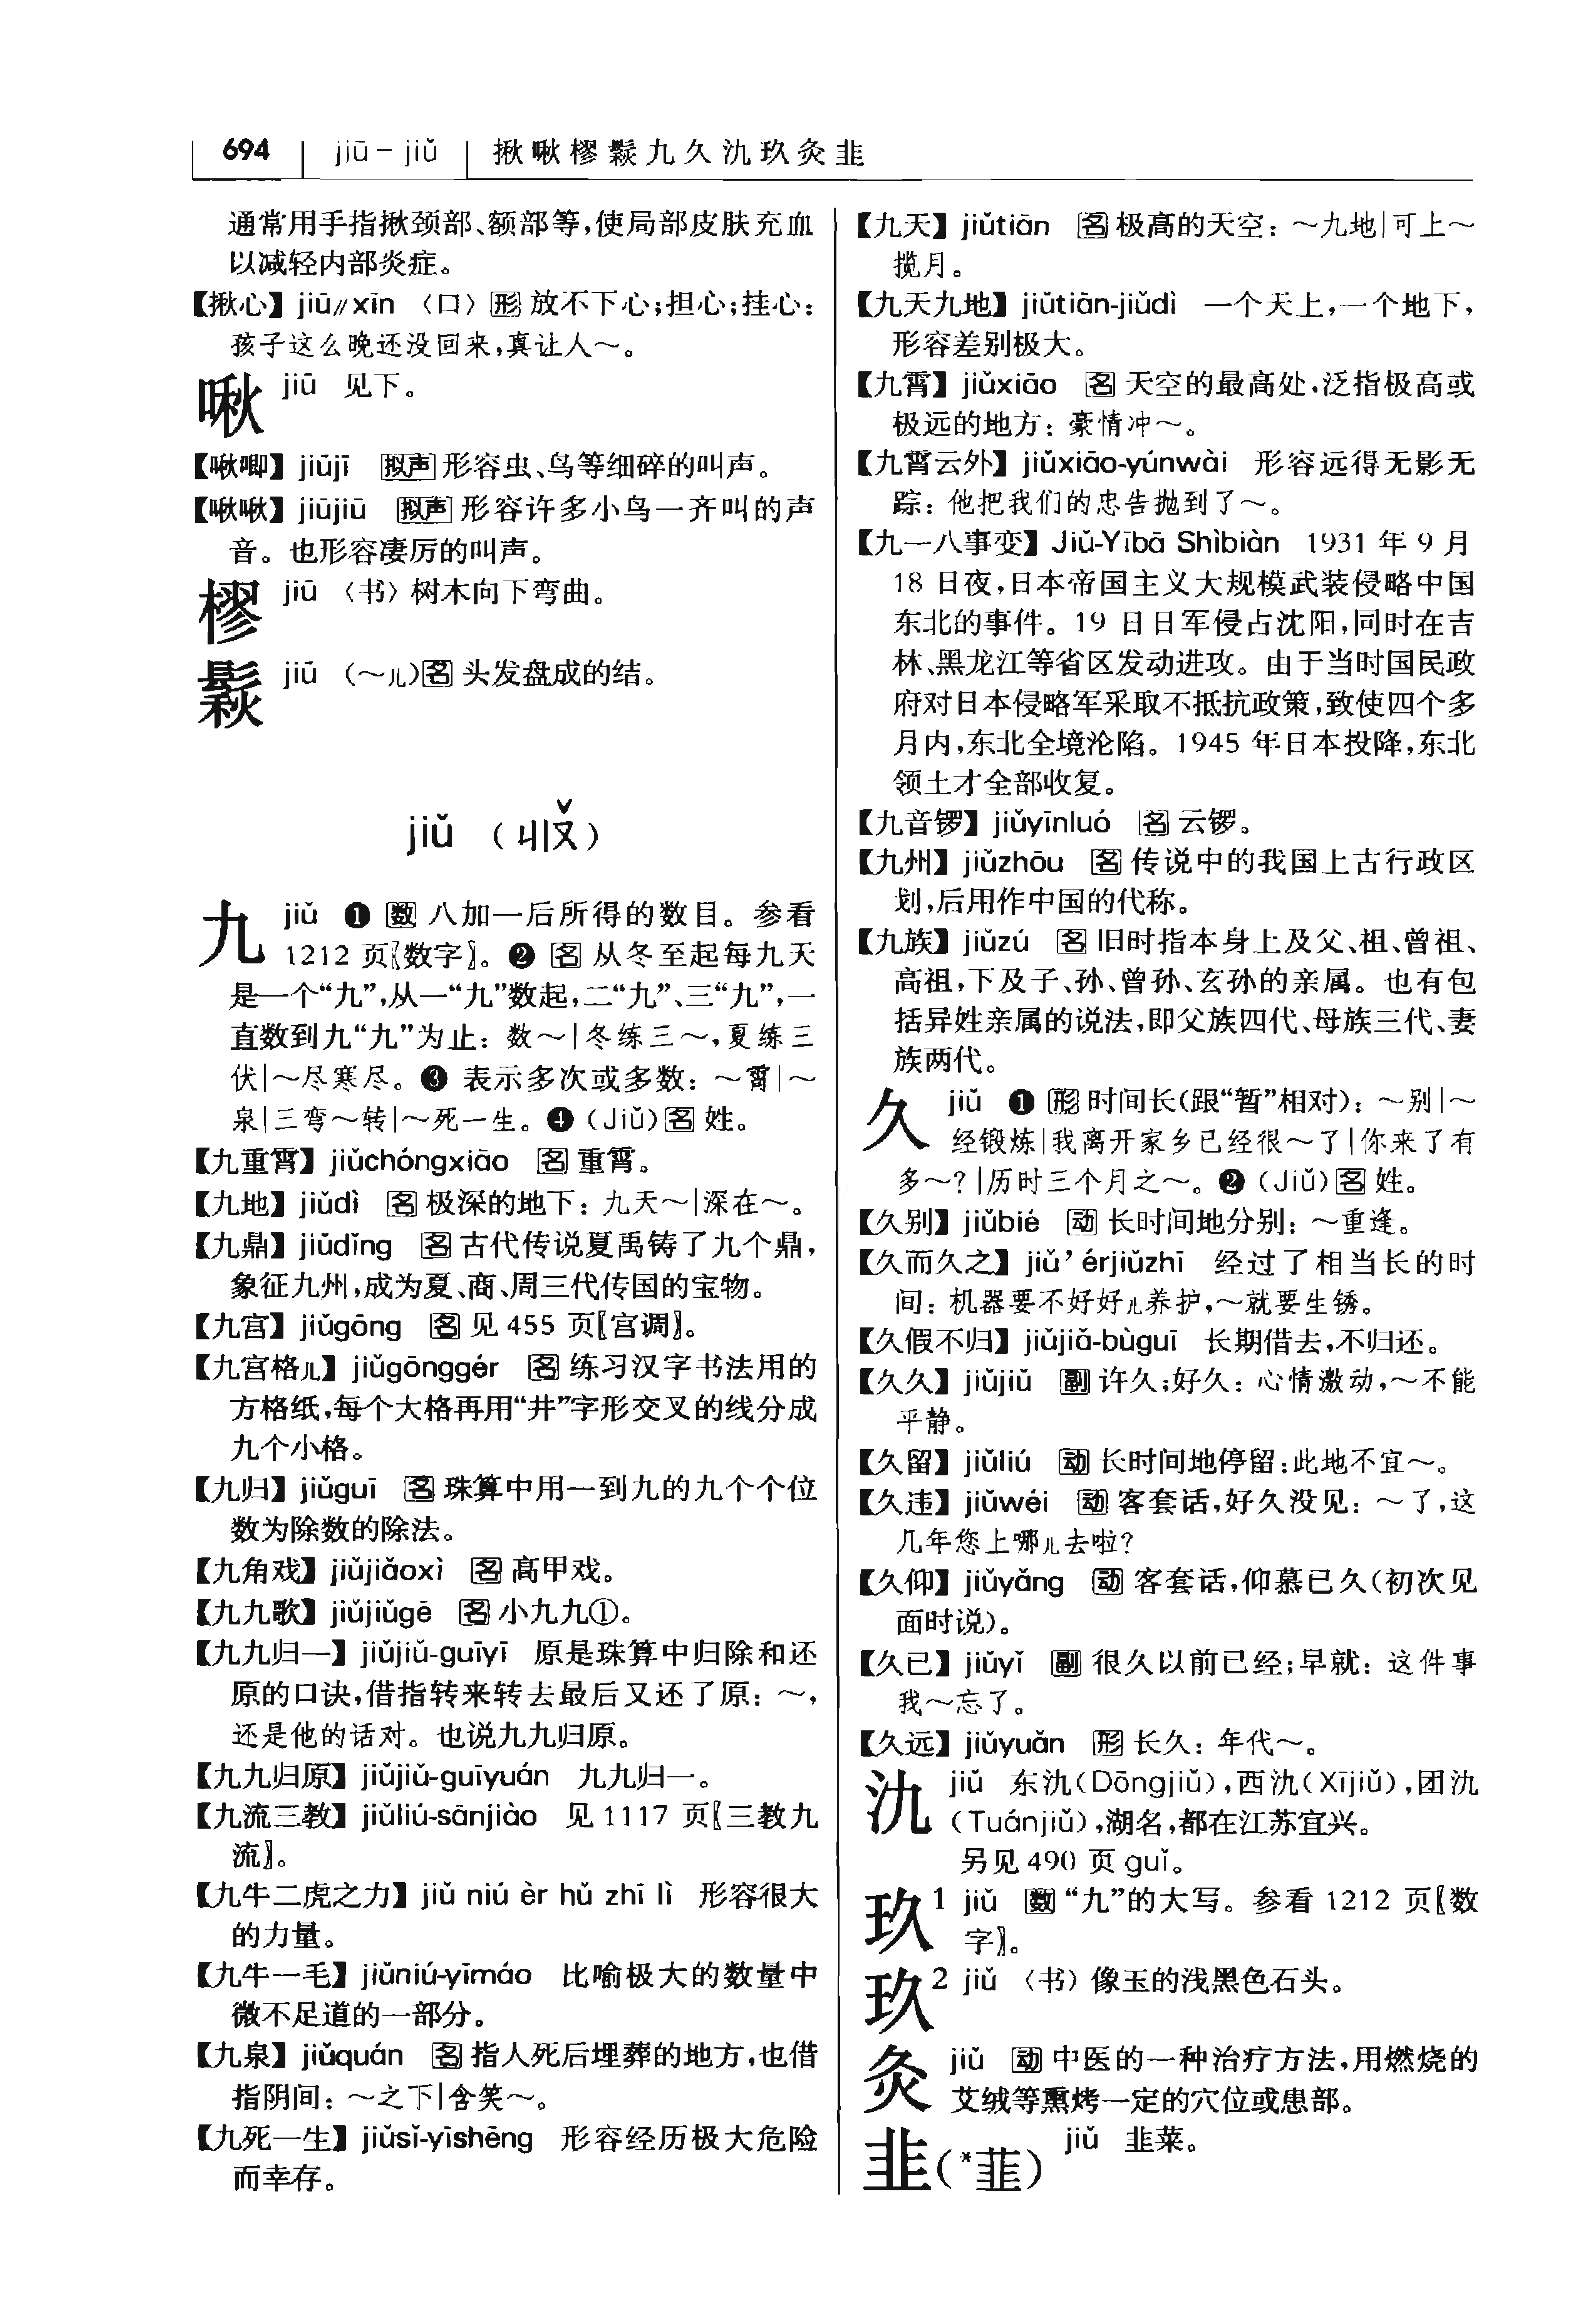 694 jiū－jiǔ 揪啾樛鬏九久氿玖灸韭
通常用手指揪颈部、额部等，使局部皮肤充血
以减轻内部炎症。
【揪心】jiū∥xīn 〈口〉形 放不下心；担心；挂心：
孩子这么晚还没回来，真让人～。
啾 jiū 见下。
【啾唧】jiūjī 拟声 形容虫、鸟等细碎的叫声。
【啾啾】jiūjiū 拟声 形容许多小鸟一齐叫的声
音。也形容凄厉的叫声。
樛 jiū 〈书〉树木向下弯曲。
鬏 jiū （～儿）名 头发盘成的结。
jiǔ （ㄐㄧㄡˇ）
九 jiǔ ❶ 数 八加一后所得的数目。参看
1212 页〖数字〗。❷ 名 从冬至起每九天
是一个“九”，从一“九”数起，二“九”、三“九”，一
直数到九“九”为止：数～|冬练三～，夏练三
伏|～尽寒尽。❸ 表示多次或多数：～霄|～
泉|三弯～转|～死一生。❹（Jiǔ）名 姓。
【九重霄】jiǔchóngxiāo 名 重霄。
【九地】jiǔdì 名 极深的地下：九天～|深在～。
【九鼎】jiǔdǐng 名 古代传说夏禹铸了九个鼎，
象征九州，成为夏、商、周三代传国的宝物。
【九宫】jiǔgōng 名 见 455 页〖宫调〗。
【九宫格儿】jiǔgōnggér 名 练习汉字书法用的
方格纸，每个大格再用“井”字形交叉的线分成
九个小格。
【九归】jiǔguī 名 珠算中用一到九的九个个位
数为除数的除法。
【九角戏】jiǔjiǎoxì 名 高甲戏。
【九九歌】jiǔjiǔgē 名 小九九①。
【九九归一】jiǔjiǔ-guīyī 原是珠算中归除和还
原的口诀，借指转来转去最后又还了原：～，
还是他的话对。也说九九归原。
【九九归原】jiǔjiǔ-guīyuán 九九归一。
【九流三教】jiǔliú-sānjiào 见 1117 页〖三教九
流〗。
【九牛二虎之力】jiǔ niú èr hǔ zhī lì 形容很大
的力量。
【九牛一毛】jiǔniú-yīmáo 比喻极大的数量中
微不足道的一部分。
【九泉】jiǔquán 名 指人死后埋葬的地方，也借
指阴间：～之下|含笑～。
【九死一生】jiǔsǐ-yīshēng 形容经历极大危险
而幸存。
【九天】jiǔtiān 名 极高的天空：～九地|可上～
揽月。
【九天九地】jiǔtiān-jiǔdì 一个天上，一个地下，
形容差别极大。
【九霄】jiǔxiāo 名 天空的最高处，泛指极高或
极远的地方：豪情冲～。
【九霄云外】jiǔxiāo-yúnwài 形容远得无影无
踪：他把我们的忠告抛到了～。
【九一八事变】Jiǔ-Yībā Shìbiàn 1931 年 9 月
18 日夜，日本帝国主义大规模武装侵略中国
东北的事件。19 日日军侵占沈阳，同时在吉
林、黑龙江等省区发动进攻。由于当时国民政
府对日本侵略军采取不抵抗政策，致使四个多
月内，东北全境沦陷。1945 年日本投降，东北
领土才全部收复。
【九音锣】jiǔyīnluó 名 云锣。
【九州】jiǔzhōu 名 传说中的我国上古行政区
划，后用作中国的代称。
【九族】jiǔzú 名 旧时指本身上及父、祖、曾祖、
高祖，下及子、孙、曾孙、玄孙的亲属。也有包
括异姓亲属的说法，即父族四代、母族三代、妻
族两代。
久 jiǔ ❶ 形 时间长（跟“暂”相对）：～别|～
经锻炼|我离开家乡已经很～了|你来了有
多～？|历时三个月之～。❷（Jiǔ）名 姓。
【久别】jiǔbié 动 长时间地分别：～重逢。
【久而久之】jiǔ’érjiǔzhī 经过了相当长的时
间：机器要不好好儿养护，～就要生锈。
【久假不归】jiǔjiǎ-bùguī 长期借去，不归还。
【久久】jiǔjiǔ 副 许久；好久：心情激动，～不能
平静。
【久留】jiǔliú 动 长时间地停留：此地不宜～。
【久违】jiǔwéi 动 客套话，好久没见：～了，这
几年您上哪儿去啦？
【久仰】jiǔyǎng 动 客套话，仰慕已久（初次见
面时说）。
【久已】jiǔyǐ 副 很久以前已经；早就：这件事
我～忘了。
【久远】jiǔyuǎn 形 长久：年代～。
氿 jiǔ 东氿（Dōngjiǔ），西氿（Xījiǔ），团氿
（Tuánjiǔ），湖名，都在江苏宜兴。
另见 490 页 guǐ。
玖1 jiǔ 数 “九”的大写。参看 1212 页〖数
字〗。
玖2 jiǔ 〈书〉像玉的浅黑色石头。
灸 jiǔ 动 中医的一种治疗方法，用燃烧的
艾绒等熏烤一定的穴位或患部。
韭（*韮） jiǔ 韭菜。